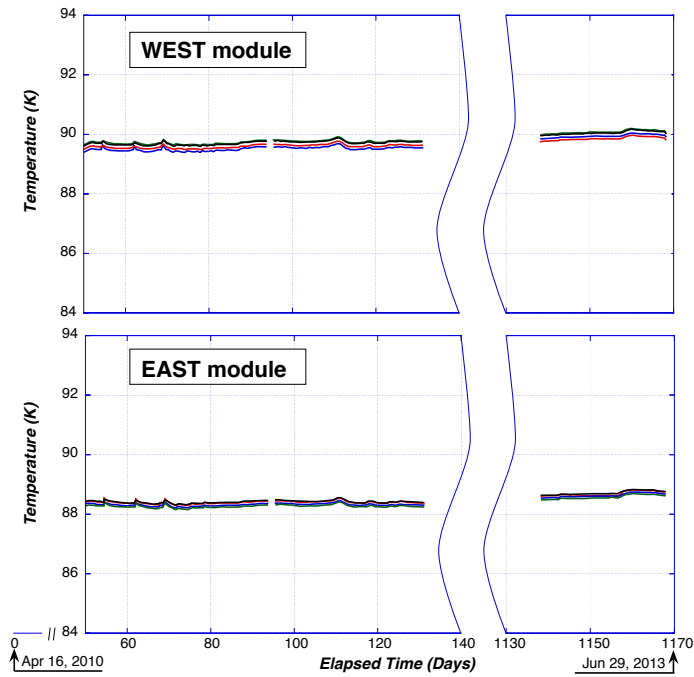 94
WEST module
92
90
88
86
84
Temperature (K)
94
EAST module
92
90
88
86
84
Temperature (K)
0 // 60 80 100 120 140 1130 1150 1170
Apr 16, 2010 Elapsed Time (Days) Jun 29, 2013